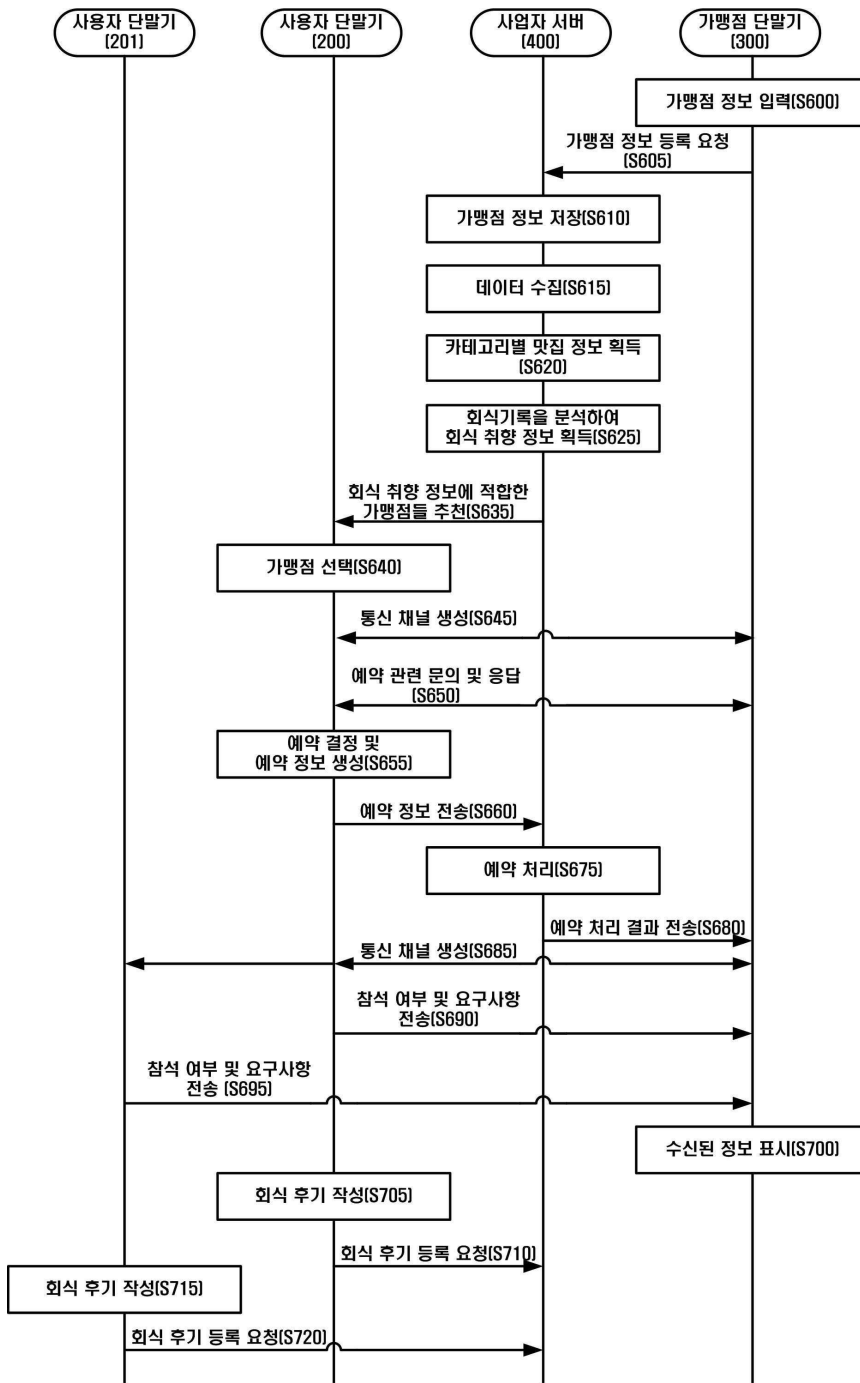 사용자 단말기
(201)
사용자 단말기
(200)
사업자 서버
(400)
가맹점 단말기
(300)
가맹점 정보 입력(S600)
가맹점 정보 등록 요청
(S605)
가맹점 정보 저장(S610)
데이터 수집(S615)
카테고리별 맛집 정보 획득
(S620)
회식기록을 분석하여
회식 취향 정보 획득(S625)
회식 취향 정보에 적합한
가맹점들 추천(S635)
가맹점 선택(S640)
통신 채널 생성(S645)
예약 관련 문의 및 응답
(S650)
예약 결정 및
예약 정보 생성(S655)
예약 정보 전송(S660)
예약 처리(S675)
예약 처리 결과 전송(S680)
통신 채널 생성(S685)
참석 여부 및 요구사항
전송(S690)
참석 여부 및 요구사항
전송 (S695)
수신된 정보 표시(S700)
회식 후기 작성(S705)
회식 후기 등록 요청(S710)
회식 후기 작성(S715)
회식 후기 등록 요청(S720)